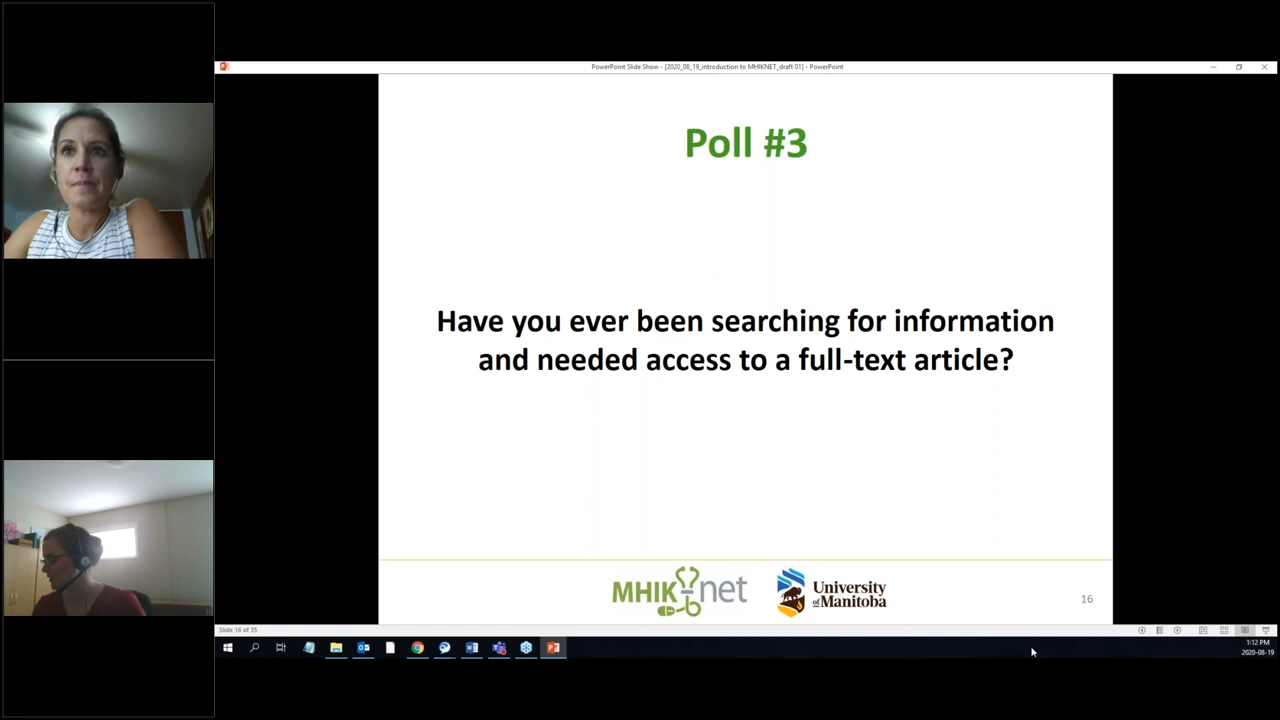 PowerPoint Slide Show - [2020_08_19_introduction to MHIKNET_draft 01] - PowerPoint
Poll #3
Have you ever been searching for information
and needed access to a full-text article?
MHIK net
University
of Manitoba
16
Slide 16 of 25
1:12 PM
2020-08-19